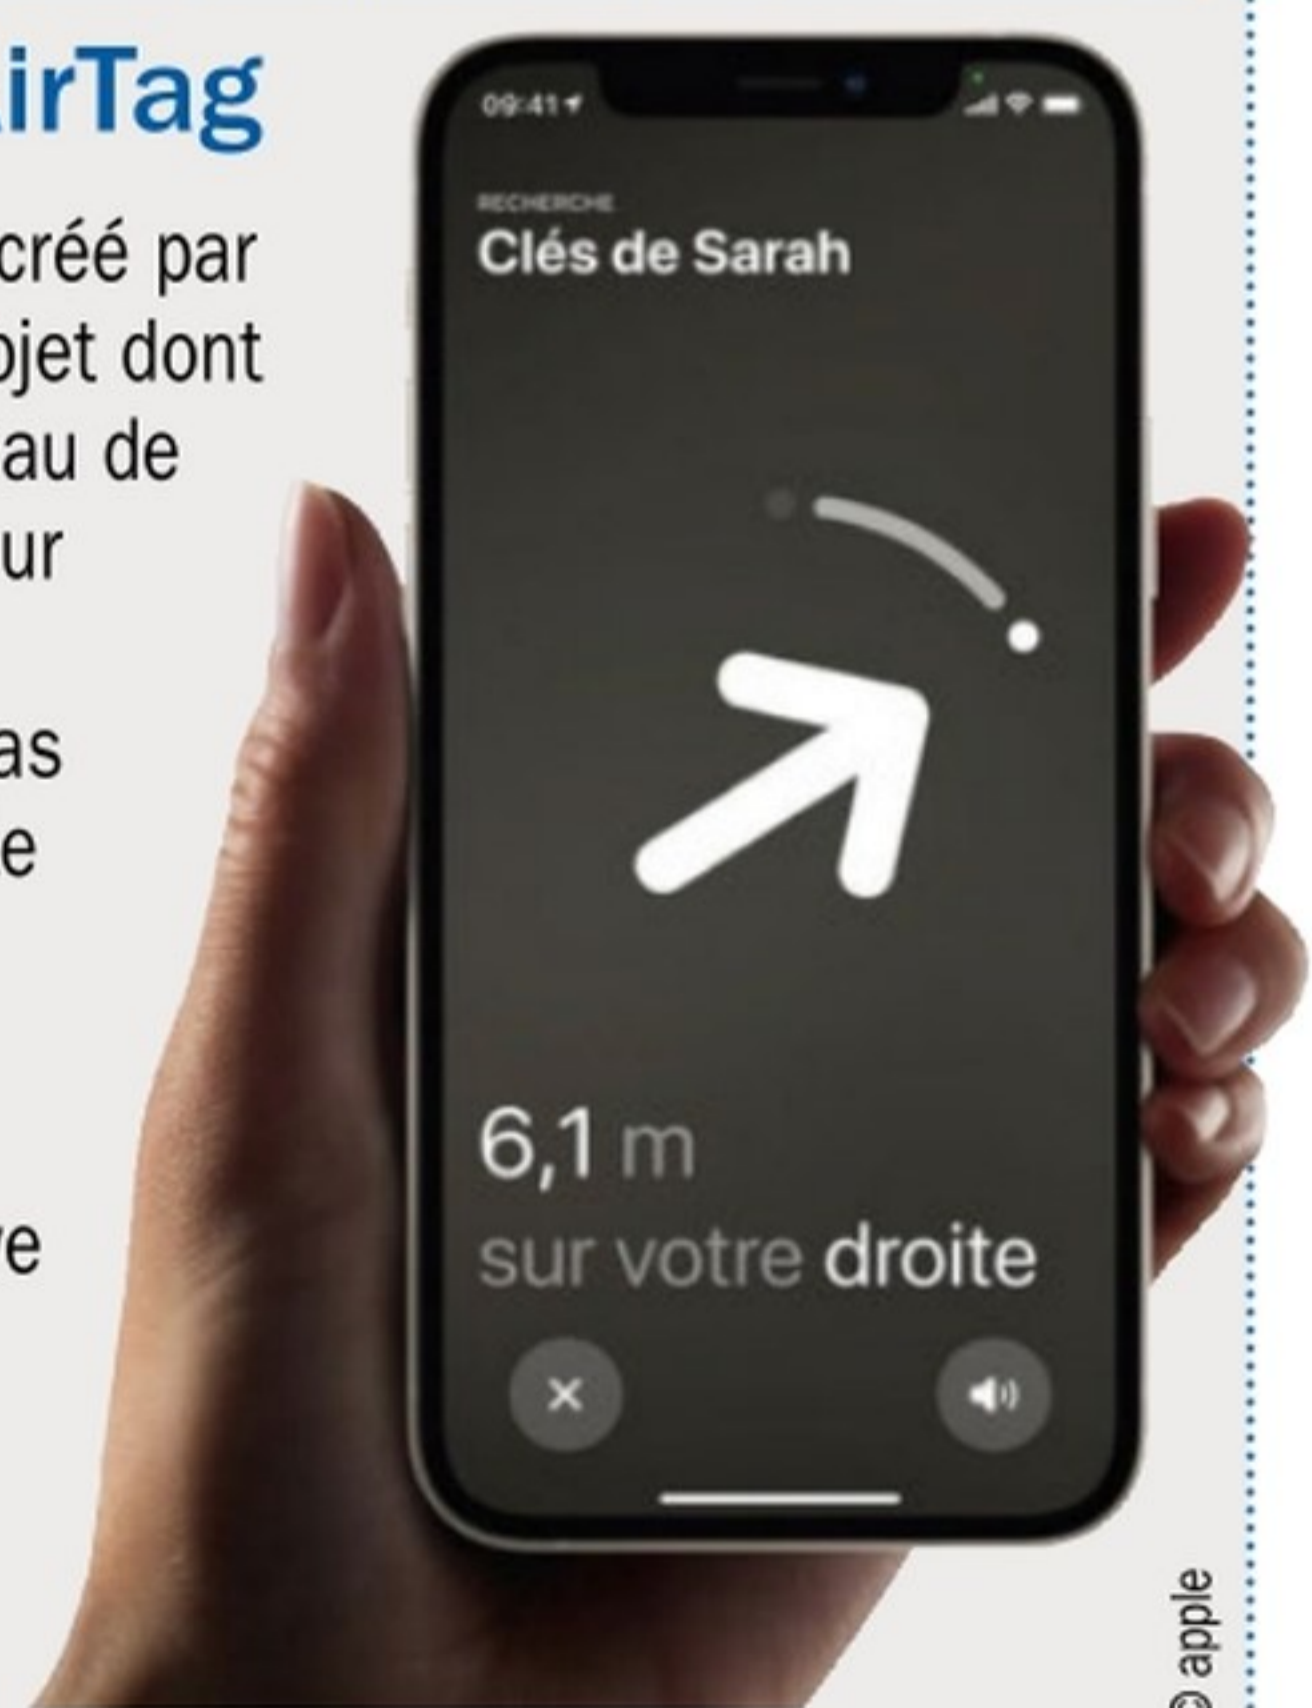 irTag
créé par
ojet dont
au de
ur
as
e
e
09:41
RECHERCHE
Clés de Sarah
6,1 m
sur votre droite
© apple